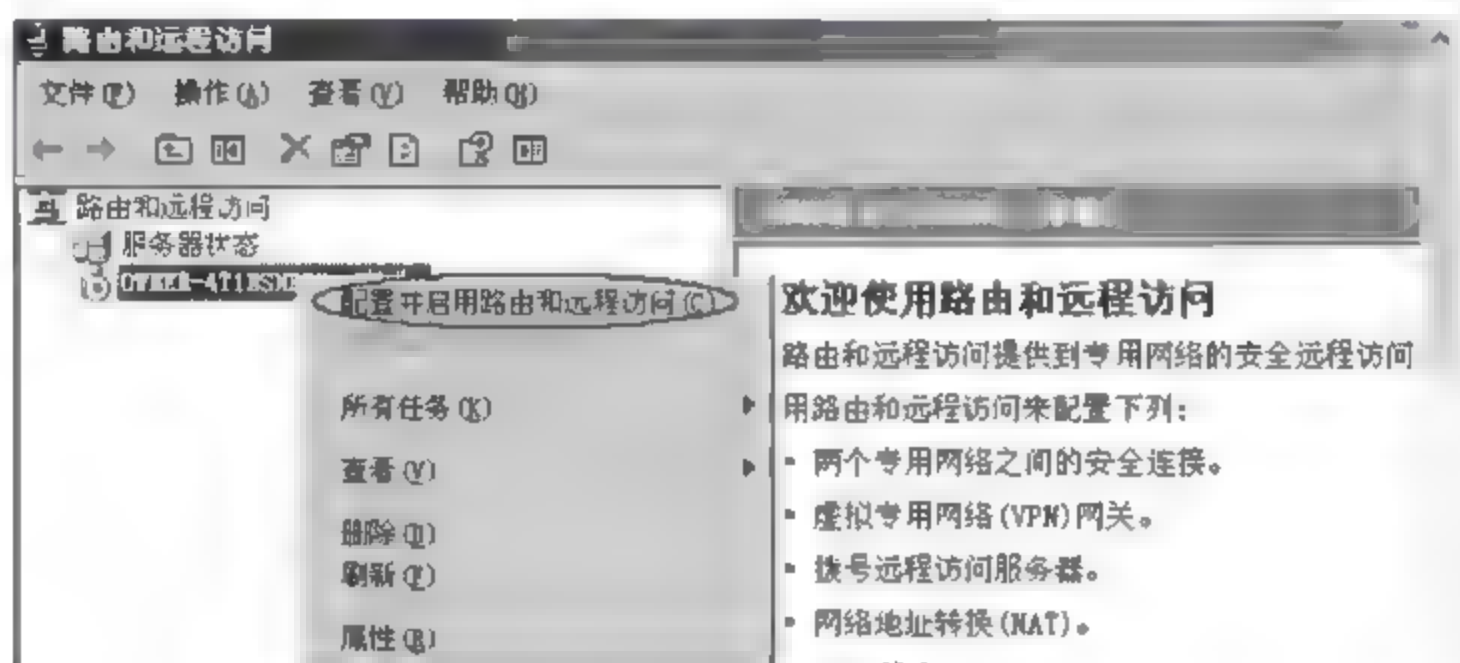 路由和远程访问
文件(F) 操作(A) 查看(V) 帮助(H)
路由和远程访问
服务器状态
配置并启用路由和远程访问(C)
所有任务(K)
查看(V)
删除(D)
刷新(F)
属性(R)
欢迎使用路由和远程访问
路由和远程访问提供到专用网络的安全远程访问
用路由和远程访问来配置下列:
· 两个专用网络之间的安全连接。
· 虚拟专用网络(VPN)网关。
· 拨号远程访问服务器。
· 网络地址转换(NAT)。